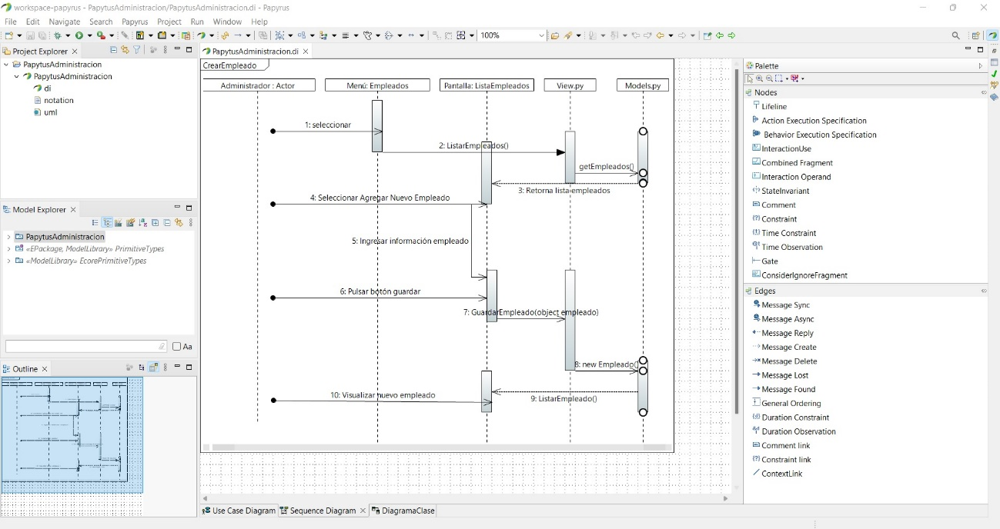 workspace-papyrus - PapytusAdministracion/PapytusAdministracion.di - Papyrus
File Edit Navigate Search Papyrus Project Run Window Help
100%
Project Explorer
PapytusAdministracion
PapytusAdministracion
di
notation
uml
Model Explorer
PapytusAdministracion
«EPackage, ModelLibrary» PrimitiveTypes
«ModelLibrary» EcorePrimitiveTypes
Aa
Outline
PapytusAdministracion.di
CrearEmpleado
Administrador : Actor
Menú: Empleados
Pantalla: ListaEmpleados
View.py
Models.py
1: seleccionar
2: ListarEmpleados()
getEmpleados()
3: Retorna lista empleados
4: Seleccionar Agregar Nuevo Empleado
5: Ingresar información empleado
6: Pulsar botón guardar
7: GuardarEmpleado(object empleado)
8: new Empleado()
9: ListarEmpleado()
10: Visualizar nuevo empleado
Use Case Diagram
Sequence Diagram
DiagramaClase
Palette
Nodes
Lifeline
Action Execution Specification
Behavior Execution Specification
InteractionUse
Combined Fragment
Interaction Operand
StateInvariant
Comment
Constraint
Time Constraint
Time Observation
Gate
ConsiderIgnoreFragment
Edges
Message Sync
Message Async
Message Reply
Message Create
Message Delete
Message Lost
Message Found
General Ordering
Duration Constraint
Duration Observation
Comment link
Constraint link
ContextLink